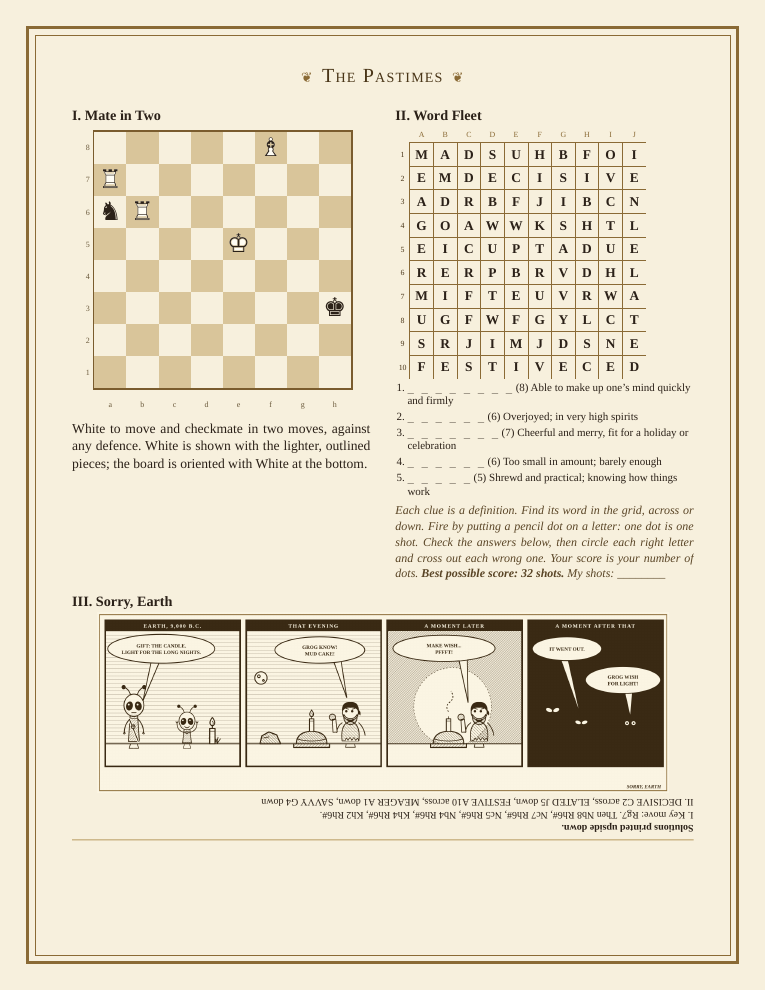 ❦ The Pastimes ❦
I. Mate in Two
8
7
6
5
4
3
2
1
a b c d e f g h
White to move and checkmate in two moves, against
any defence. White is shown with the lighter, outlined
pieces; the board is oriented with White at the bottom.
II. Word Fleet
A B C D E F G H I J
1 M A D S U H B F O I
2 E M D E C I S I V E
3 A D R B F J I B C N
4 G O A W W K S H T L
5 E I C U P T A D U E
6 R E R P B R V D H L
7 M I F T E U V R W A
8 U G F W F G Y L C T
9 S R J I M J D S N E
10 F E S T I V E C E D
1. _ _ _ _ _ _ _ _ (8) Able to make up one’s mind quickly
and firmly
2. _ _ _ _ _ _ (6) Overjoyed; in very high spirits
3. _ _ _ _ _ _ _ (7) Cheerful and merry, fit for a holiday or
celebration
4. _ _ _ _ _ _ (6) Too small in amount; barely enough
5. _ _ _ _ _ (5) Shrewd and practical; knowing how things
work
Each clue is a definition. Find its word in the grid, across or
down. Fire by putting a pencil dot on a letter: one dot is one
shot. Check the answers below, then circle each right letter
and cross out each wrong one. Your score is your number of
dots. Best possible score: 32 shots. My shots: ________
III. Sorry, Earth
EARTH, 9,000 B.C.
GIFT: THE CANDLE.
LIGHT FOR THE LONG NIGHTS.
THAT EVENING
GROG KNOW!
MUD CAKE!
A MOMENT LATER
MAKE WISH...
PFFFT!
A MOMENT AFTER THAT
IT WENT OUT.
GROG WISH
FOR LIGHT!
SORRY, EARTH
Solutions printed upside down.
I. Key move: Rg7. Then Nb8 Rh6#, Nc7 Rh6#, Nc5 Rh6#, Nb4 Rh6#, Kh4 Rh6#, Kh2 Rh6#.
II. DECISIVE C2 across, ELATED J5 down, FESTIVE A10 across, MEAGER A1 down, SAVVY G4 down